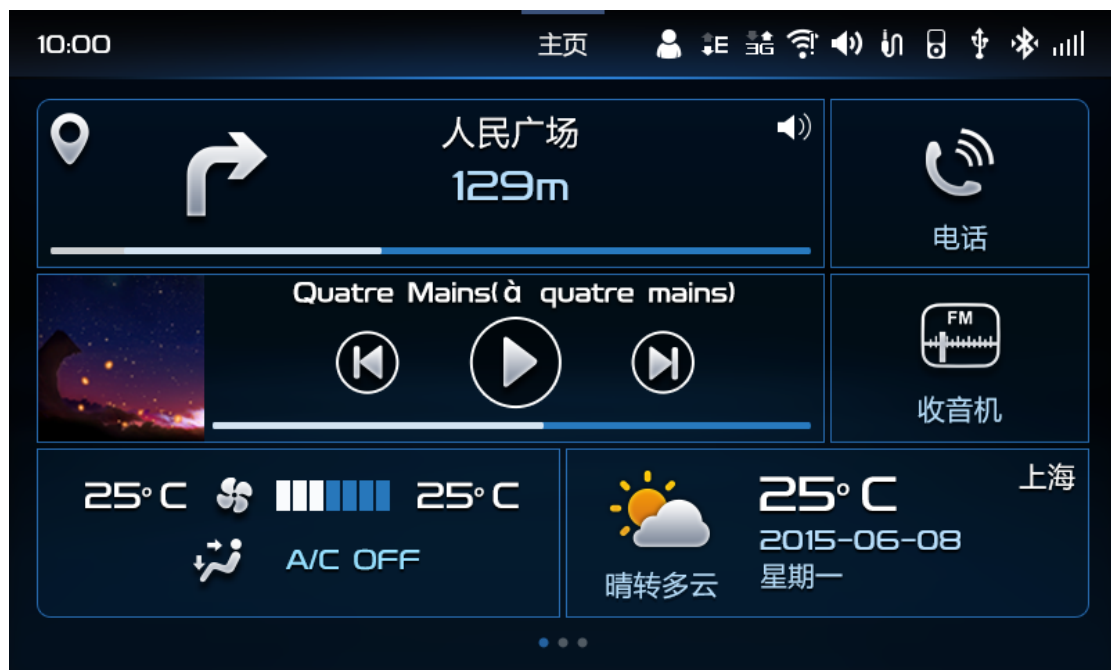 10:00
主页
E
3G
人民广场
129m
电话
Quatre Mains(à quatre mains)
FM
收音机
25°C
25°C
A/C OFF
上海
25°C
2015-06-08
星期一
晴转多云